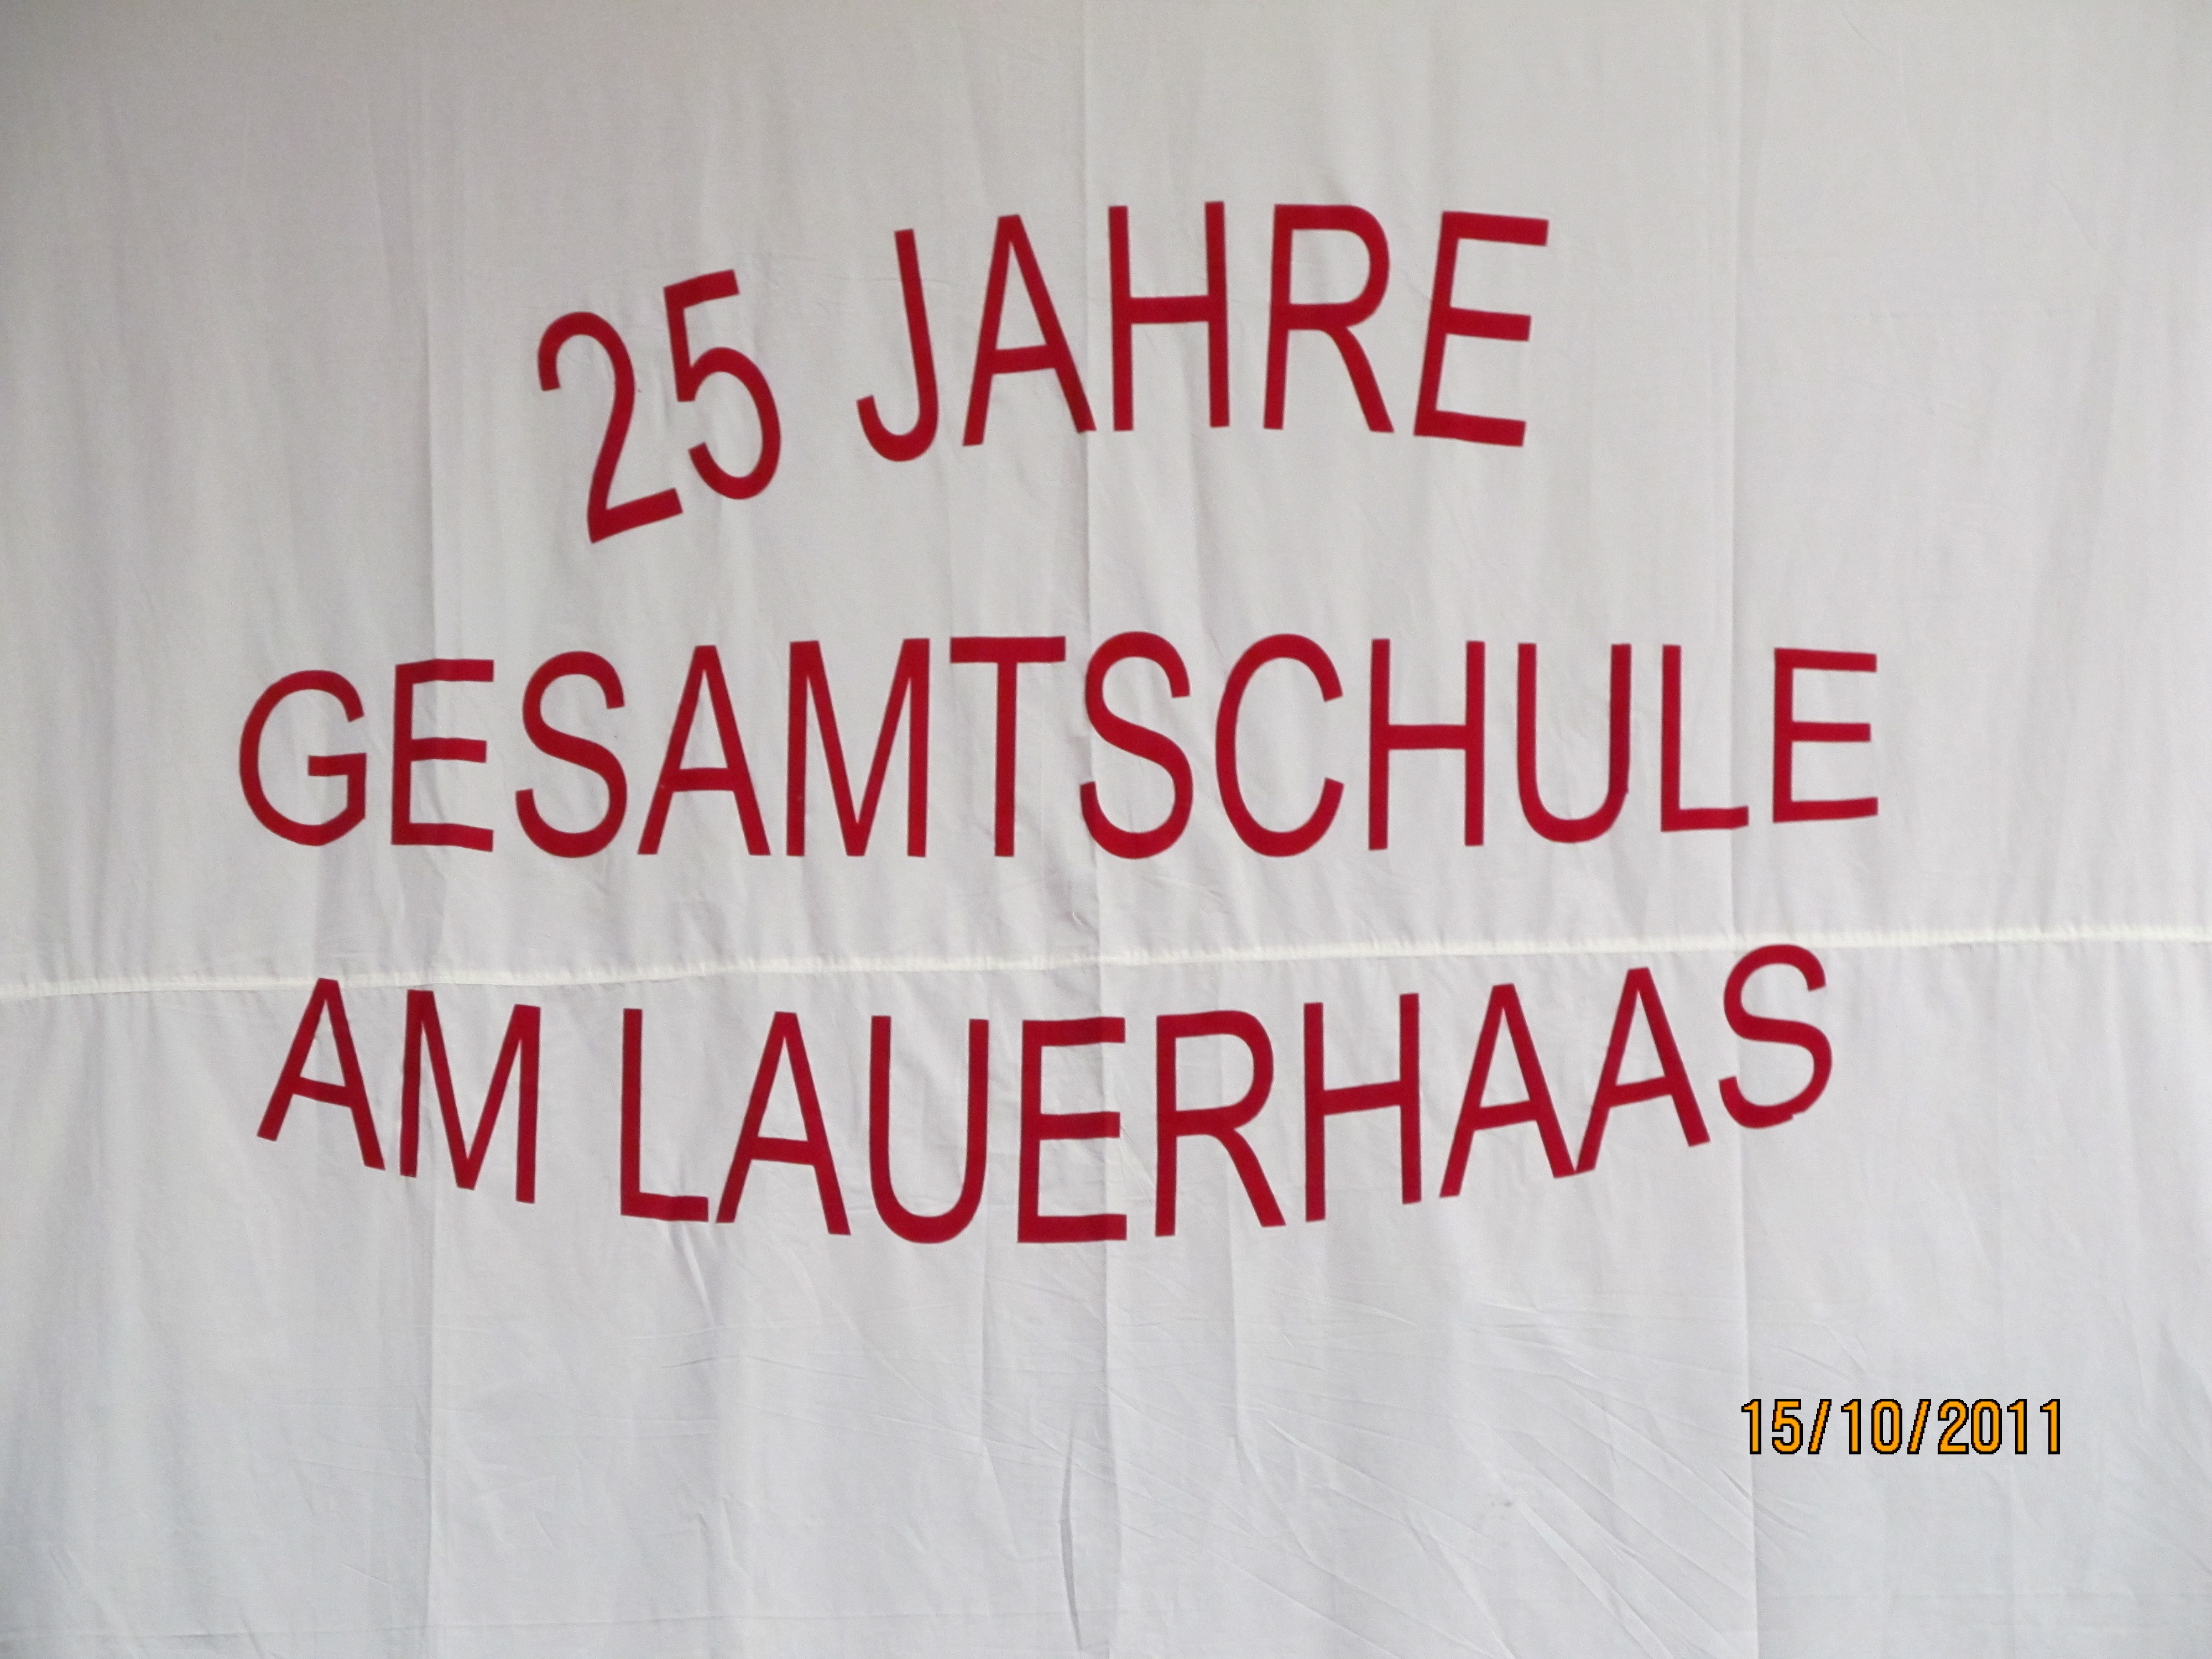 25 JAHRE
GESAMTSCHULE
AM LAUERHAAS
15/10/2011